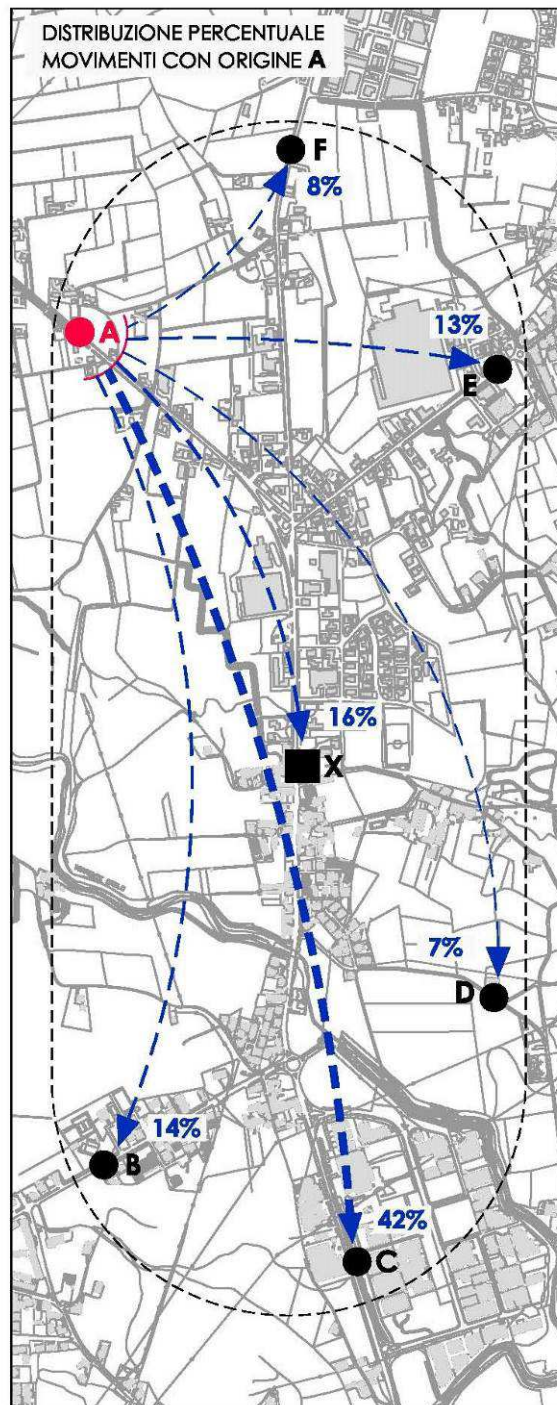 DISTRIBUZIONE PERCENTUALE
MOVIMENTI CON ORIGINE A
F
8%
A
13%
E
16%
X
7%
D
14%
B
42%
C